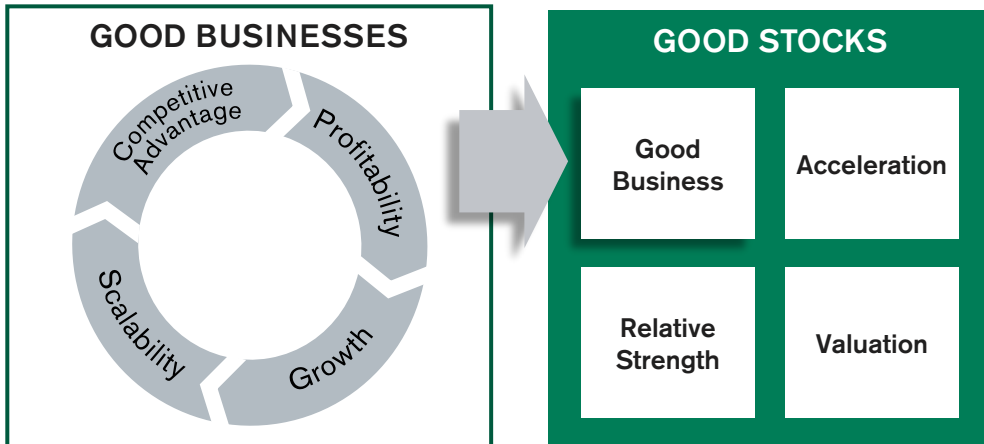 GOOD BUSINESSES
Competitive
Advantage
Profitability
Growth
Scalability
GOOD STOCKS
Good
Business
Acceleration
Relative
Strength
Valuation